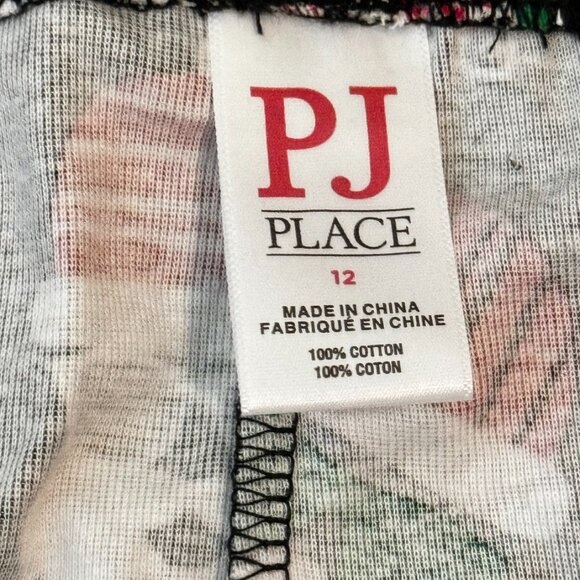 PJ
PLACE
12
MADE IN CHINA
FABRIQUÉ EN CHINE
100% COTTON
100% COTON